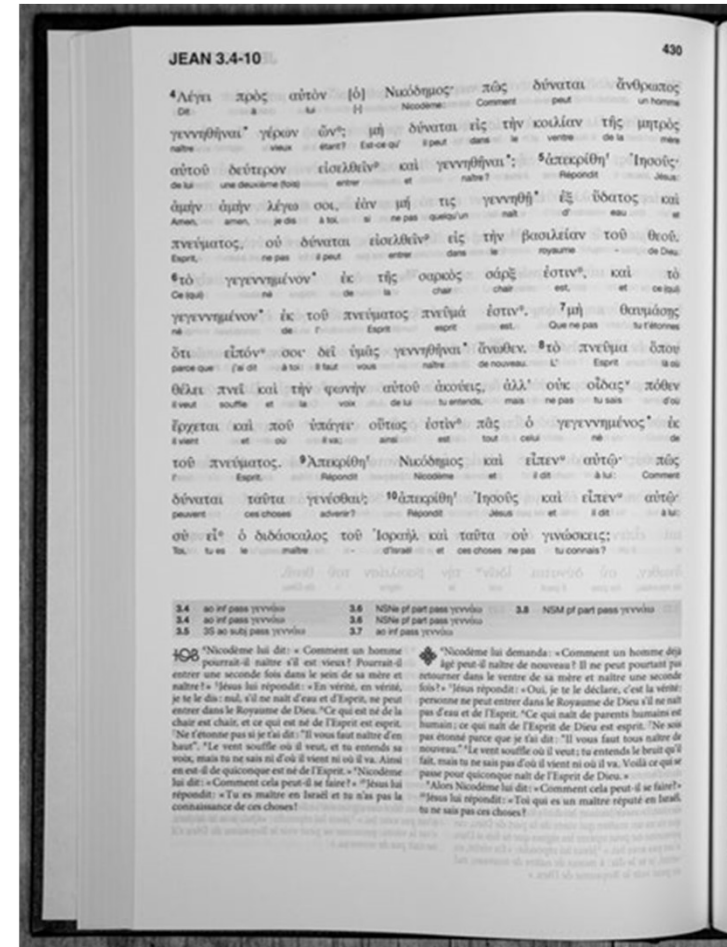 JEAN 3.4-10
430
⁴Λέγει πρὸς αὐτὸν [ὁ] Νικόδημος· πῶς δύναται ἄνθρωπος
Dit à lui [-] Nicodème: Comment peut un homme
γεννηθῆναι* γέρων ὤν°; μὴ δύναται εἰς τὴν κοιλίαν τῆς μητρὸς
naître vieux étant? Est-ce qu' il peut dans le ventre de la mère
αὐτοῦ δεύτερον εἰσελθεῖν° καὶ γεννηθῆναι*; ⁵ἀπεκρίθη' Ἰησοῦς·
de lui une deuxième (fois) entrer et naître? Répondit Jésus:
ἀμὴν ἀμὴν λέγω σοι, ἐὰν μή τις γεννηθῇ* ἐξ ὕδατος καὶ
Amen, amen, je dis à toi, si ne pas quelqu'un naît d' eau et
πνεύματος, οὐ δύναται εἰσελθεῖν° εἰς τὴν βασιλείαν τοῦ θεοῦ.
Esprit, ne pas il peut entrer dans le royaume - de Dieu.
⁶τὸ γεγεννημένον* ἐκ τῆς σαρκὸς σάρξ ἐστιν°, καὶ τὸ
Ce (qui) né de la chair chair est, et ce (qui)
γεγεννημένον* ἐκ τοῦ πνεύματος πνεῦμά ἐστιν°. ⁷μὴ θαυμάσῃς
né de l' Esprit esprit est. Que ne pas tu t'étonnes
ὅτι εἶπόν° σοι· δεῖ ὑμᾶς γεννηθῆναι* ἄνωθεν. ⁸τὸ πνεῦμα ὅπου
parce que j'ai dit à toi: Il faut vous naître de nouveau. L' Esprit là où
θέλει πνεῖ καὶ τὴν φωνὴν αὐτοῦ ἀκούεις, ἀλλ' οὐκ οἶδας° πόθεν
il veut souffle et la voix de lui tu entends, mais ne pas tu sais d'où
ἔρχεται καὶ ποῦ ὑπάγει· οὕτως ἐστὶν° πᾶς ὁ γεγεννημένος* ἐκ
il vient et où il va; ainsi est tout celui né de
τοῦ πνεύματος. ⁹Ἀπεκρίθη' Νικόδημος καὶ εἶπεν° αὐτῷ· πῶς
l' Esprit. Répondit Nicodème et il dit à lui: Comment
δύναται ταῦτα γενέσθαι; ¹⁰ἀπεκρίθη' Ἰησοῦς καὶ εἶπεν° αὐτῷ·
peuvent ces choses advenir? Répondit Jésus et il dit à lui:
σὺ εἶ° ὁ διδάσκαλος τοῦ Ἰσραὴλ καὶ ταῦτα οὐ γινώσκεις;
Toi, tu es le maître - d'Israël et ces choses ne pas tu connais?
3.4 ao inf pass γεννάω 3.6 NSNe pf part pass γεννάω 3.8 NSM pf part pass γεννάω
3.4 ao inf pass γεννάω 3.6 NSNe pf part pass γεννάω
3.5 3S ao subj pass γεννάω 3.7 ao inf pass γεννάω
⁴Nicodème lui dit: « Comment un homme
pourrait-il naître s'il est vieux? Pourrait-il
entrer une seconde fois dans le sein de sa mère et
naître? » ⁵Jésus lui répondit: « En vérité, en vérité,
je te le dis: nul, s'il ne naît d'eau et d'Esprit, ne peut
entrer dans le Royaume de Dieu. ⁶Ce qui est né de la
chair est chair, et ce qui est né de l'Esprit est esprit.
⁷Ne t'étonne pas si je t'ai dit: "Il vous faut naître d'en
haut". ⁸Le vent souffle où il veut, et tu entends sa
voix, mais tu ne sais ni d'où il vient ni où il va. Ainsi
en est-il de quiconque est né de l'Esprit. » ⁹Nicodème
lui dit: « Comment cela peut-il se faire? » ¹⁰Jésus lui
répondit: « Tu es maître en Israël et tu n'as pas la
connaissance de ces choses!
⁴Nicodème lui demanda: « Comment un homme déjà
âgé peut-il naître de nouveau? Il ne peut pourtant pas
retourner dans le ventre de sa mère et naître une seconde
fois? » ⁵Jésus répondit: « Oui, je te le déclare, c'est la vérité:
personne ne peut entrer dans le Royaume de Dieu s'il ne naît
pas d'eau et de l'Esprit. ⁶Ce qui naît de parents humains est
humain; ce qui naît de l'Esprit de Dieu est esprit. ⁷Ne sois
pas étonné parce que je t'ai dit: "Il vous faut tous naître de
nouveau." ⁸Le vent souffle où il veut; tu entends le bruit qu'il
fait, mais tu ne sais pas d'où il vient ni où il va. Voilà ce qui se
passe pour quiconque naît de l'Esprit de Dieu. »
⁹Alors Nicodème lui dit: « Comment cela peut-il se faire? »
¹⁰Jésus lui répondit: « Toi qui es un maître réputé en Israël,
tu ne sais pas ces choses?